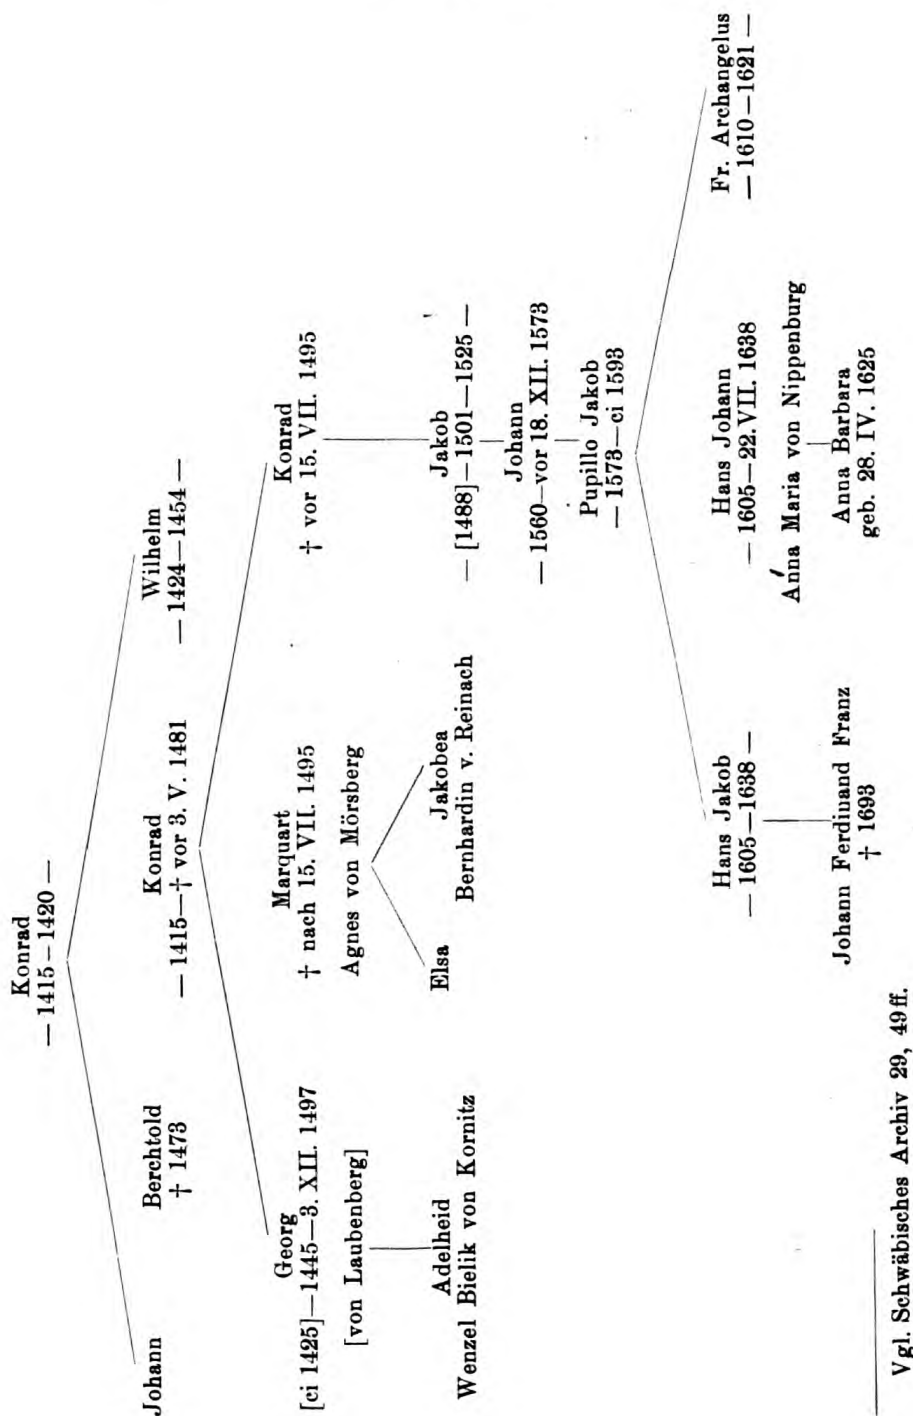 Konrad
— 1415—1420 —
Johann
Berchtold
† 1473
Konrad
— 1415—† vor 3. V. 1481
Wilhelm
— 1424—1454 —
Georg
[ci 1425]—1445—3. XII. 1497
[von Laubenberg]
Marquart
† nach 15. VII. 1495
Agnes von Mörsberg
Konrad
† vor 15. VII. 1495
Adelheid
Wenzel Bielik von Kornitz
Elsa
Jakobea
Bernhardin v. Reinach
Jakob
— [1488]—1501—1525 —
Johann
— 1560—vor 18. XII. 1573
Pupillo Jakob
— 1573—ci 1593
Hans Jakob
— 1605—1638 —
Hans Johann
— 1605—22. VII. 1638
Anna Maria von Nippenburg
Fr. Archangelus
— 1610—1621 —
Johann Ferdinand Franz
† 1693
Anna Barbara
geb. 28. IV. 1625
Vgl. Schwäbisches Archiv 29, 49ff.